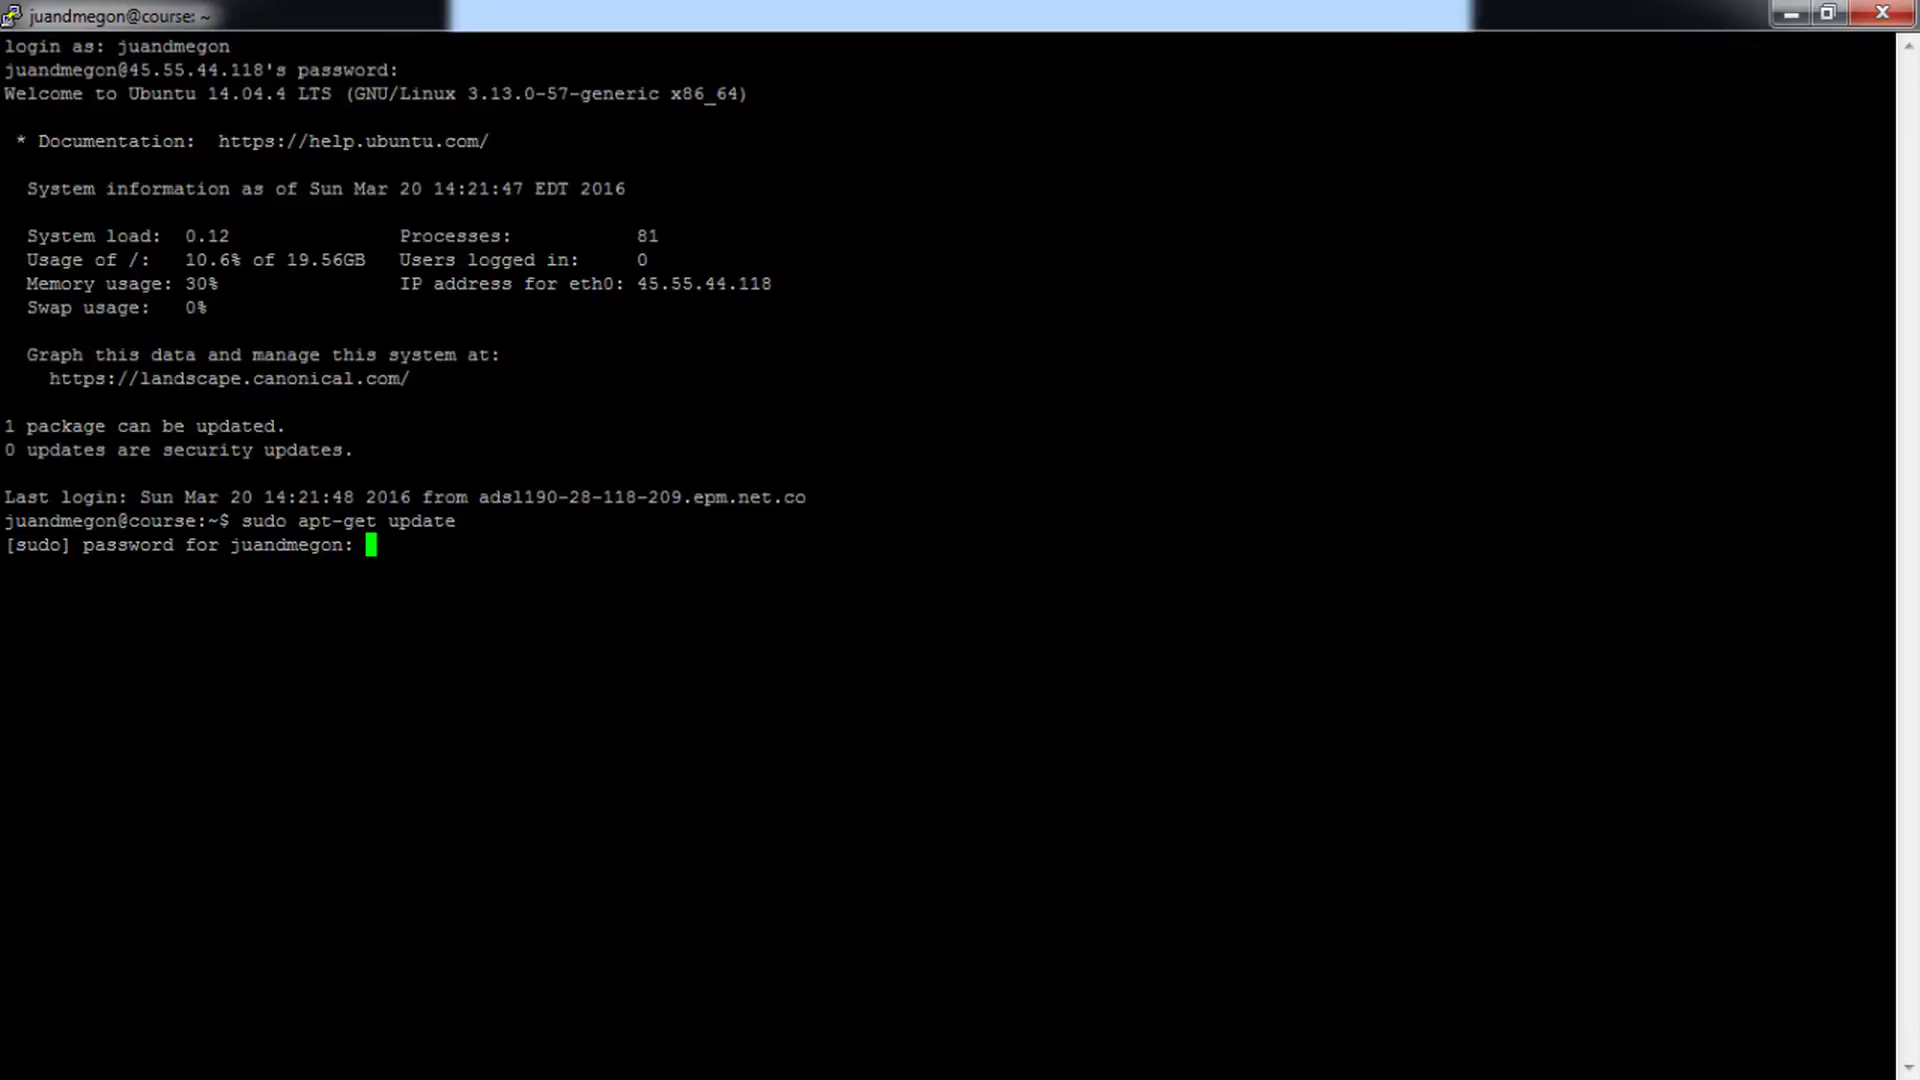 juandmegon@course: ~
login as: juandmegon
juandmegon@45.55.44.118's password:
Welcome to Ubuntu 14.04.4 LTS (GNU/Linux 3.13.0-57-generic x86_64)
* Documentation:  https://help.ubuntu.com/
System information as of Sun Mar 20 14:21:47 EDT 2016
System load:  0.12               Processes:           81
Usage of /:   10.6% of 19.56GB   Users logged in:     0
Memory usage: 30%                IP address for eth0: 45.55.44.118
Swap usage:   0%
Graph this data and manage this system at:
https://landscape.canonical.com/
1 package can be updated.
0 updates are security updates.
Last login: Sun Mar 20 14:21:48 2016 from adsl190-28-118-209.epm.net.co
juandmegon@course:~$ sudo apt-get update
[sudo] password for juandmegon: